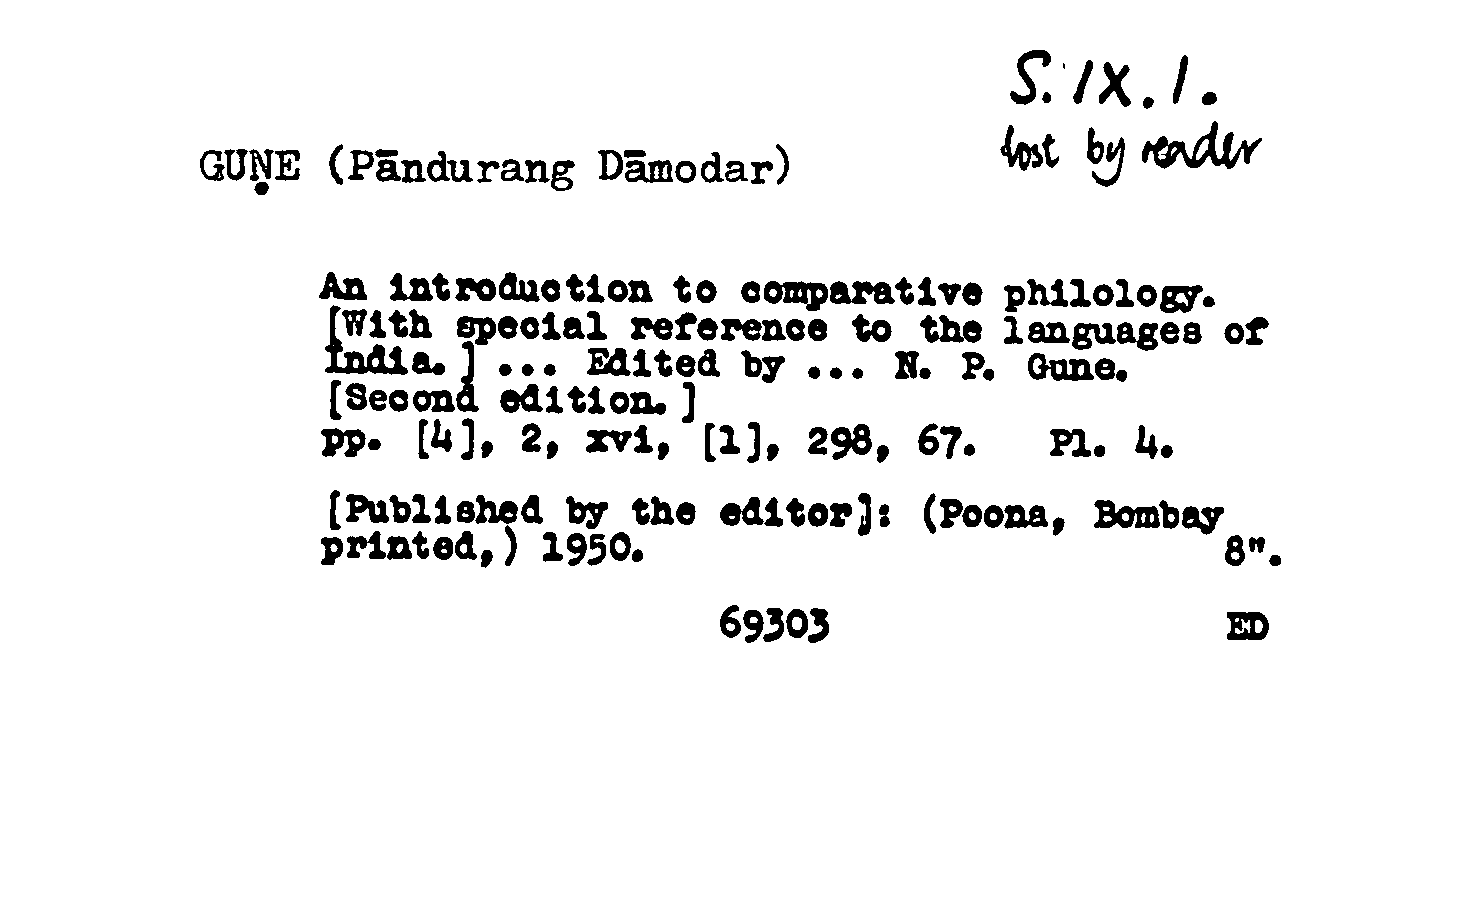 S. IX. 1.
lost by reader
GUṆE (Pāndurang Dāmodar)
An introduction to comparative philology.
[With special reference to the languages of
India.] ... Edited by ... N. P. Gune.
[Second edition.]
pp. [4], 2, xvi, [1], 298, 67. Pl. 4.
[Published by the editor]: (Poona, Bombay
printed,) 1950. 8".
69303 ED